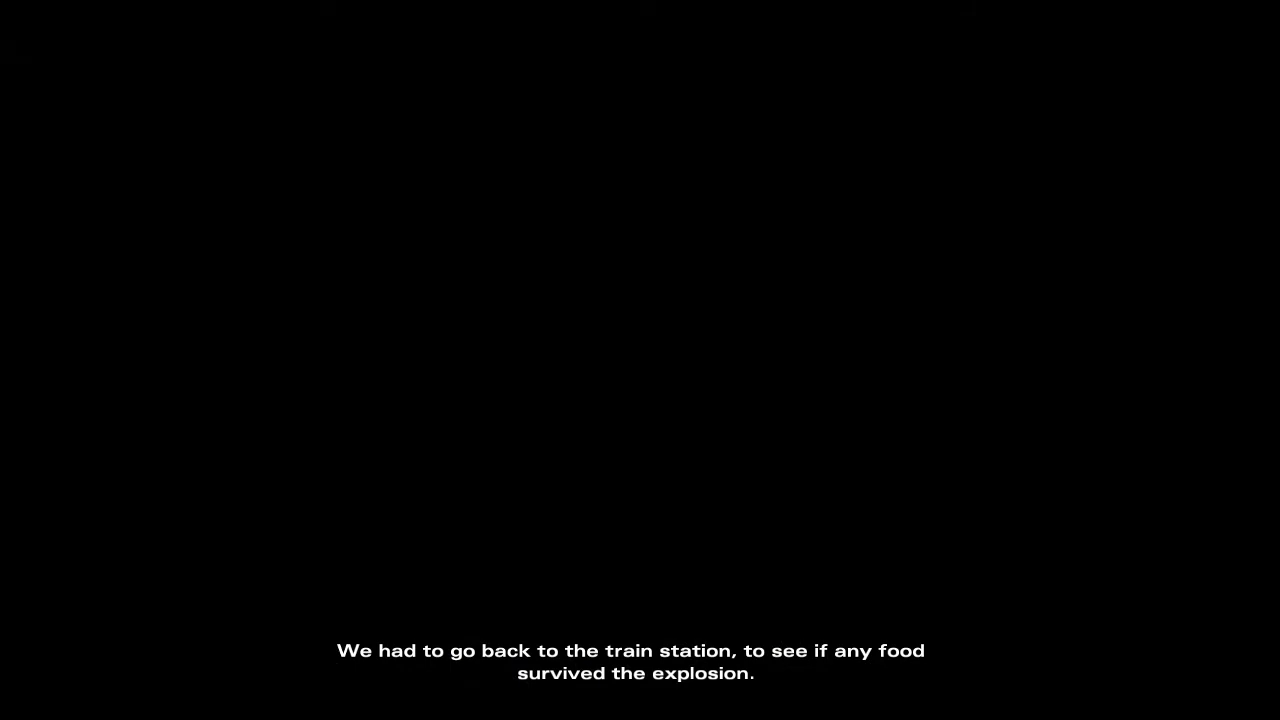 We had to go back to the train station, to see if any food
survived the explosion.